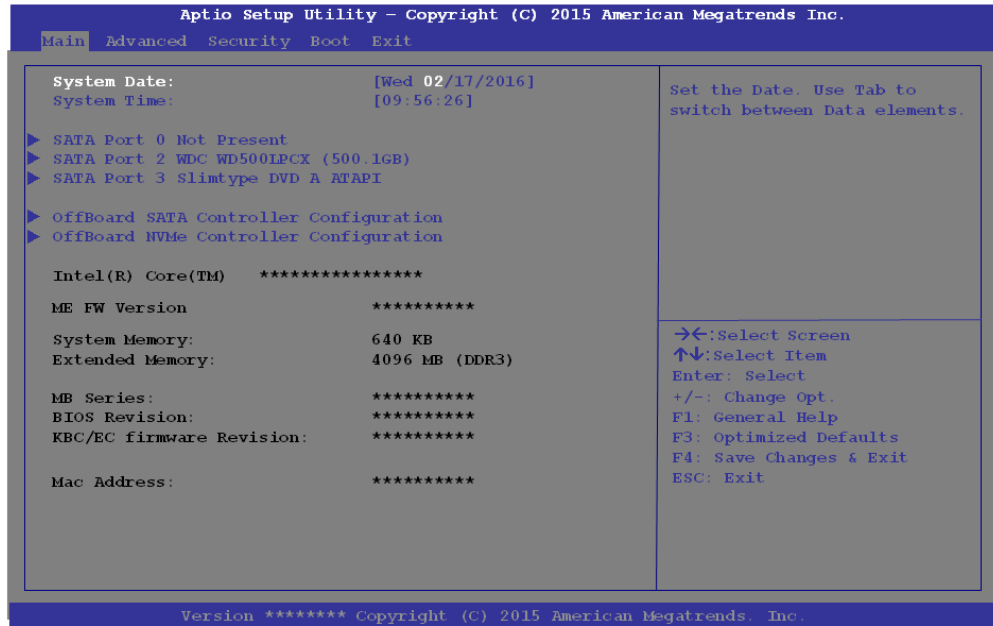 Aptio Setup Utility – Copyright (C) 2015 American Megatrends Inc.
Main Advanced Security Boot Exit
System Date: [Wed 02/17/2016]
System Time: [09:56:26]
SATA Port 0 Not Present
SATA Port 2 WDC WD500LPCX (500.1GB)
SATA Port 3 Slimtype DVD A ATAPI
OffBoard SATA Controller Configuration
OffBoard NVMe Controller Configuration
Intel(R) Core(TM) ****************
ME FW Version **********
System Memory: 640 KB
Extended Memory: 4096 MB (DDR3)
MB Series: **********
BIOS Revision: **********
KBC/EC firmware Revision: **********
Mac Address: **********
Set the Date. Use Tab to
switch between Data elements.
→←:Select Screen
↑↓:Select Item
Enter: Select
+/-: Change Opt.
F1: General Help
F3: Optimized Defaults
F4: Save Changes & Exit
ESC: Exit
Version ******** Copyright (C) 2015 American Megatrends. Inc.